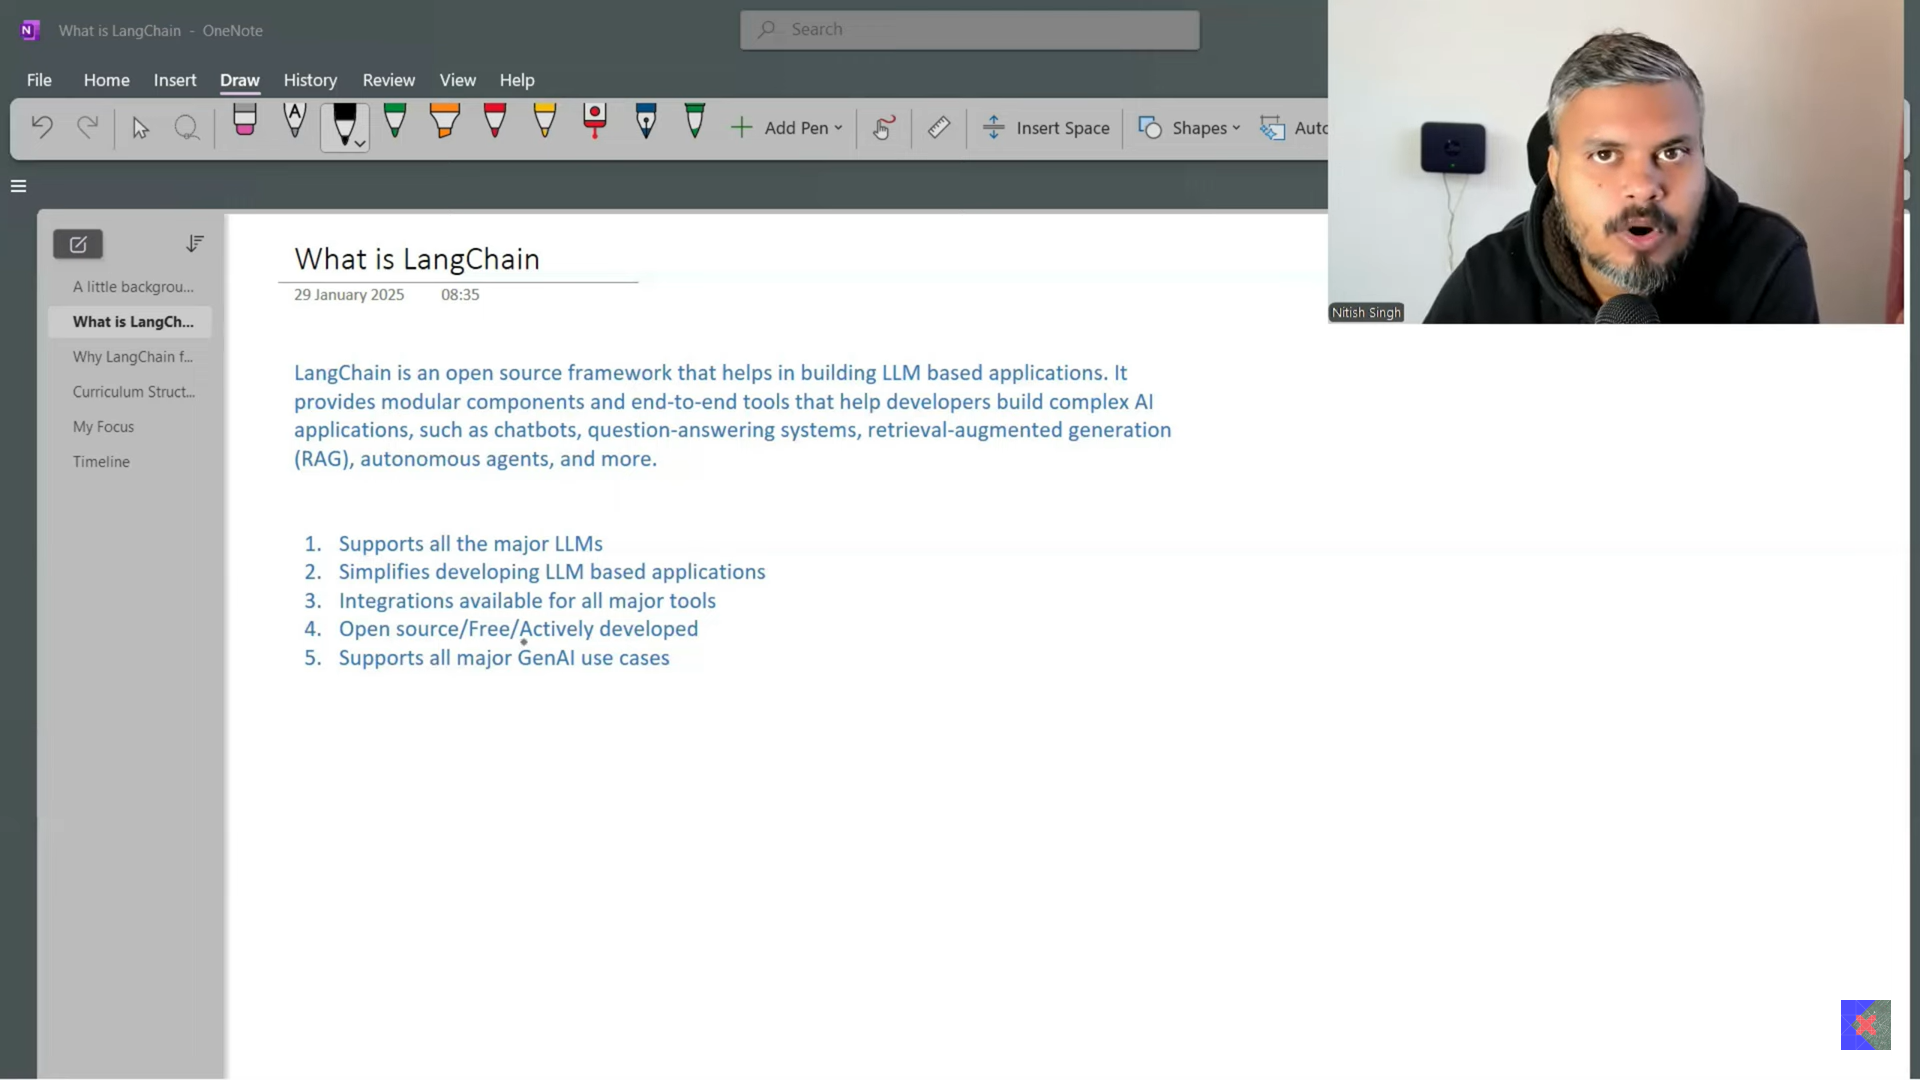 What is LangChain - OneNote
Search
File Home Insert Draw History Review View Help
Add Pen Insert Space Shapes Auto
A little backgrou...
What is LangCh...
Why LangChain f...
Curriculum Struct...
My Focus
Timeline
What is LangChain
29 January 2025 08:35
Nitish Singh
LangChain is an open source framework that helps in building LLM based applications. It
provides modular components and end-to-end tools that help developers build complex AI
applications, such as chatbots, question-answering systems, retrieval-augmented generation
(RAG), autonomous agents, and more.
1. Supports all the major LLMs
2. Simplifies developing LLM based applications
3. Integrations available for all major tools
4. Open source/Free/Actively developed
5. Supports all major GenAI use cases